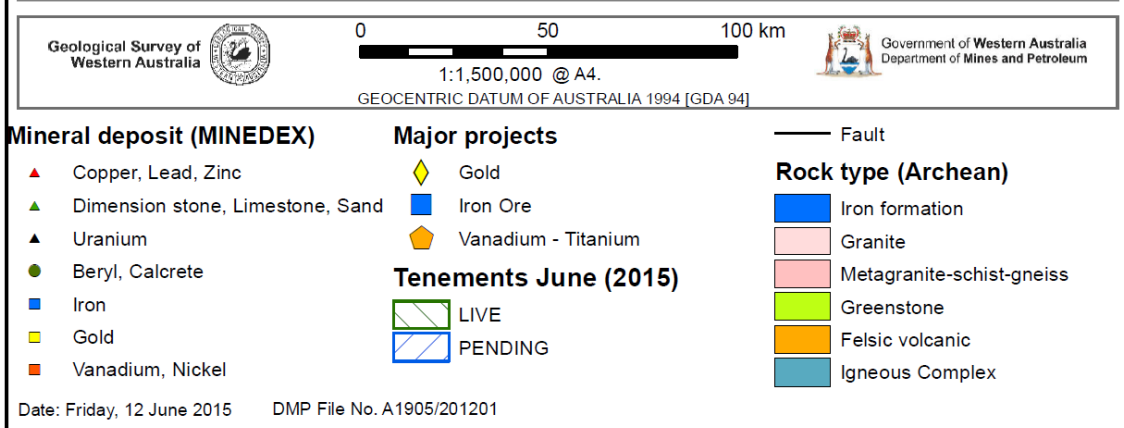 Geological Survey of
Western Australia
0 50 100 km
1:1,500,000 @ A4.
GEOCENTRIC DATUM OF AUSTRALIA 1994 [GDA 94]
Government of Western Australia
Department of Mines and Petroleum
Mineral deposit (MINEDEX)
Copper, Lead, Zinc
Dimension stone, Limestone, Sand
Uranium
Beryl, Calcrete
Iron
Gold
Vanadium, Nickel
Major projects
Gold
Iron Ore
Vanadium - Titanium
Tenements June (2015)
LIVE
PENDING
Fault
Rock type (Archean)
Iron formation
Granite
Metagranite-schist-gneiss
Greenstone
Felsic volcanic
Igneous Complex
Date: Friday, 12 June 2015 DMP File No. A1905/201201